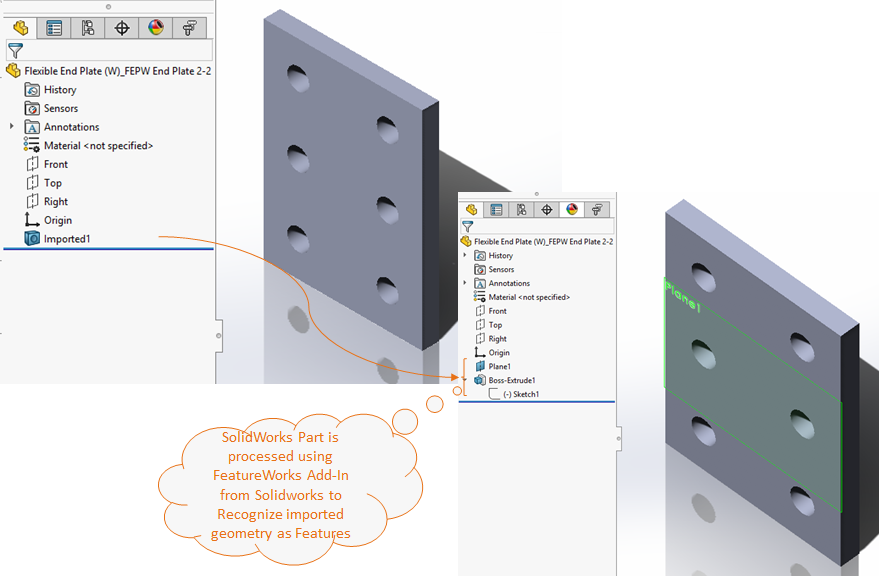 Flexible End Plate (W)_FEPW End Plate 2-2
History
Sensors
Annotations
Material <not specified>
Front
Top
Right
Origin
Imported1
Flexible End Plate (W)_FEPW End Plate 2-2
History
Sensors
Annotations
Material <not specified>
Front
Top
Right
Origin
Plane1
Boss-Extrude1
(-) Sketch1
Plane1
SolidWorks Part is
processed using
FeatureWorks Add-In
from Solidworks to
Recognize imported
geometry as Features